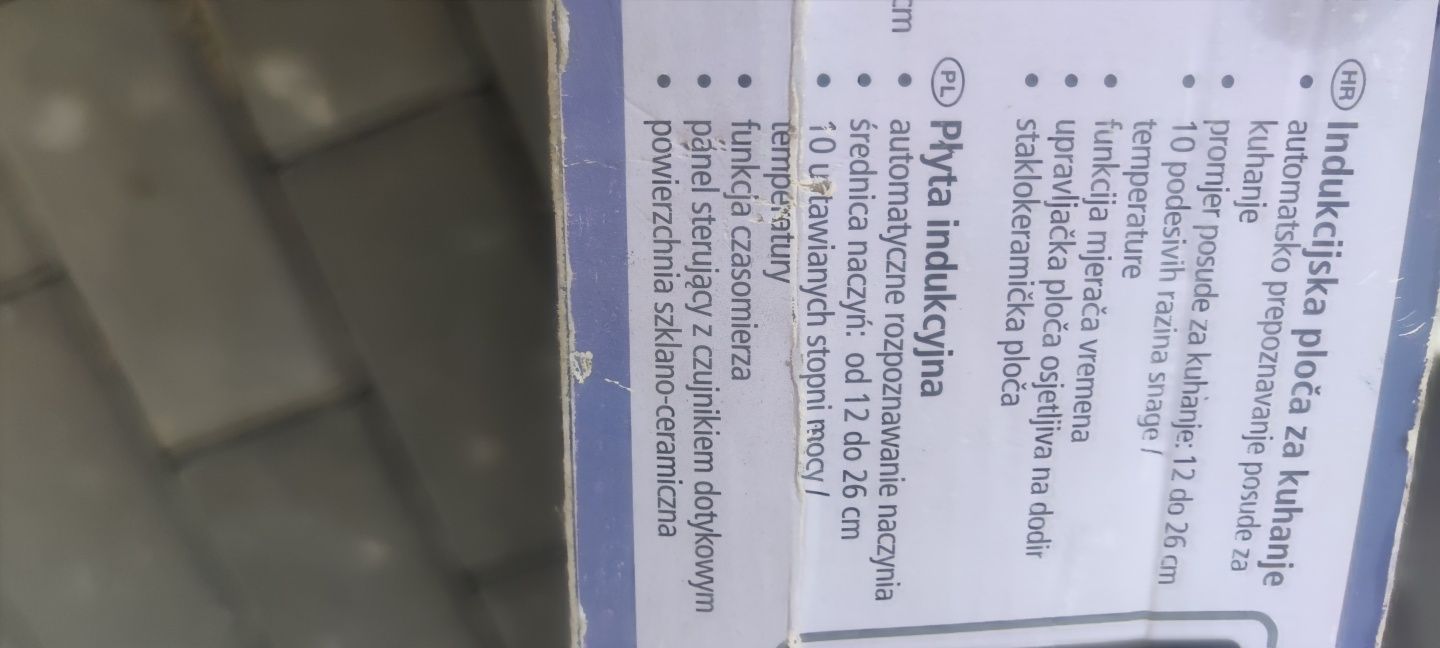 cm
HR Indukcijska ploča za kuhanje
• automatsko prepoznavanje posude za
kuhanje
• promjer posude za kuhanje: 12 do 26 cm
• 10 podesivih razina snage /
temperature
• funkcija mjerača vremena
• upravljačka ploča osjetljiva na dodir
• staklokeramička ploča
PL Płyta indukcyjna
• automatyczne rozpoznawanie naczynia
• średnica naczyń: od 12 do 26 cm
• 10 ustawianych stopni mocy /
temperatury
• funkcja czasomierza
• panel sterujący z czujnikiem dotykowym
• powierzchnia szklano-ceramiczna